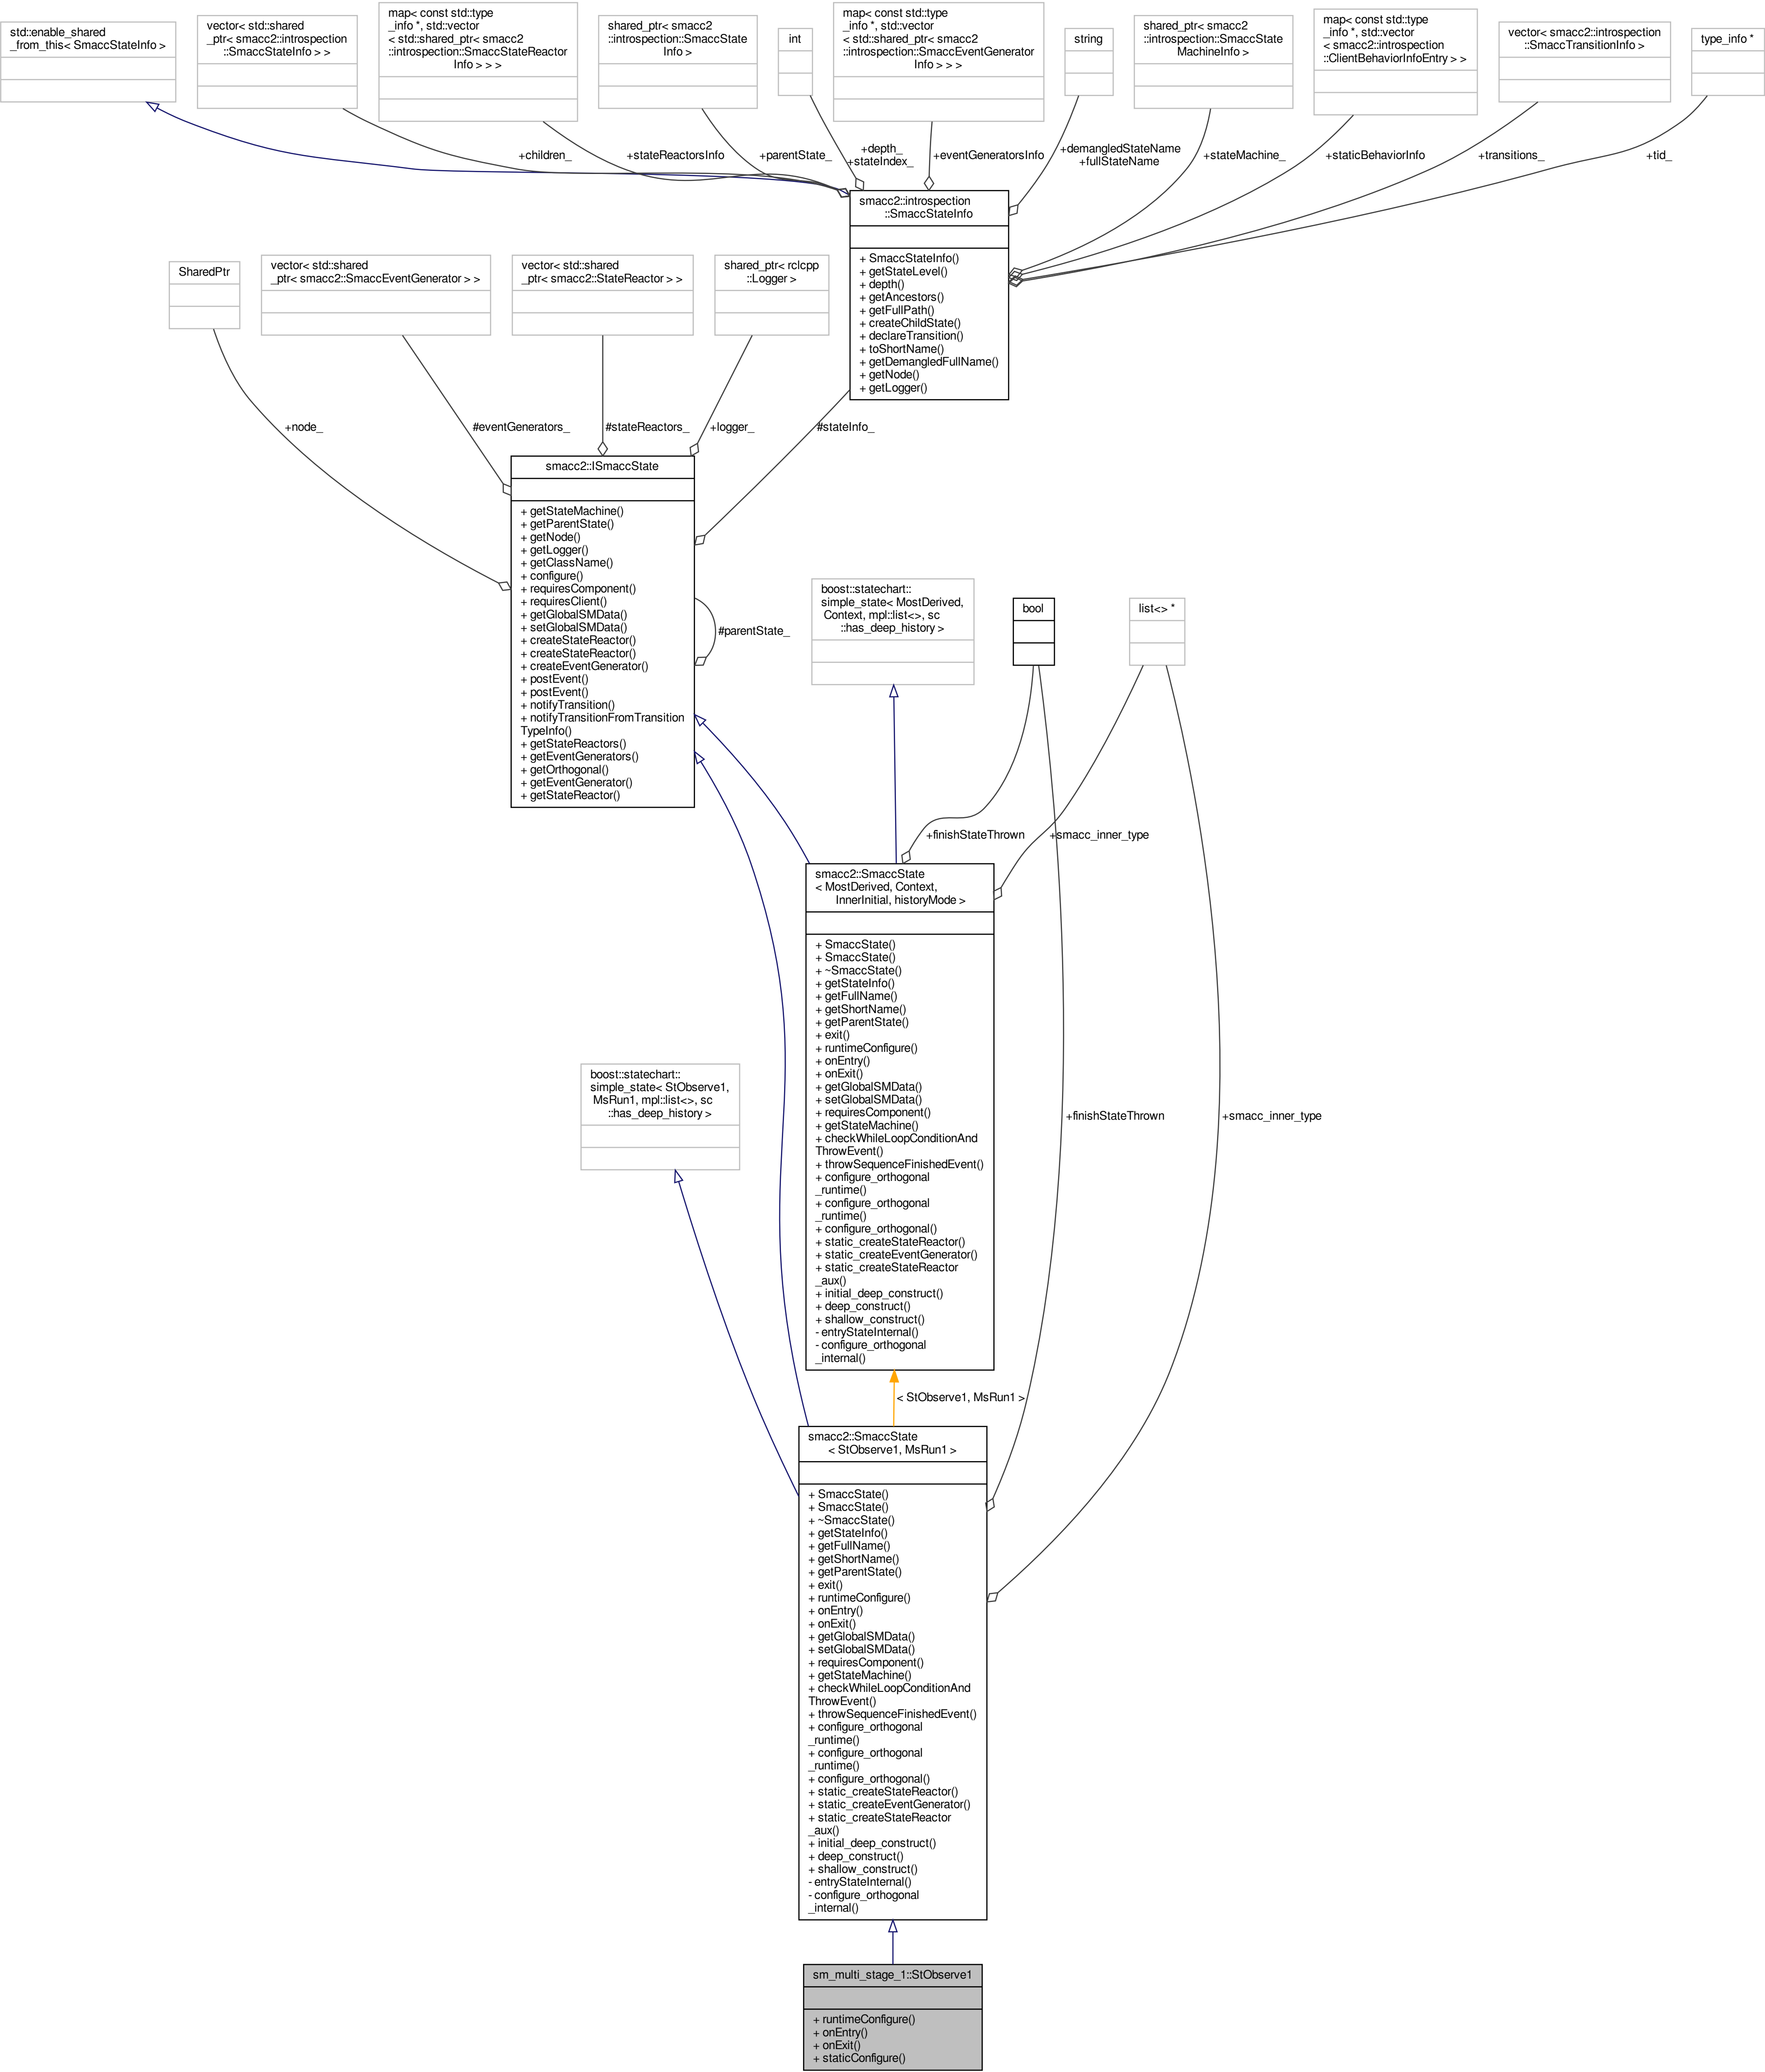 std::enable_shared
_from_this< SmaccStateInfo >
vector< std::shared
_ptr< smacc2::introspection
::SmaccStateInfo > >
map< const std::type
_info *, std::vector
< std::shared_ptr< smacc2
::introspection::SmaccStateReactor
Info > > >
shared_ptr< smacc2
::introspection::SmaccState
Info >
int
map< const std::type
_info *, std::vector
< std::shared_ptr< smacc2
::introspection::SmaccEventGenerator
Info > > >
string
shared_ptr< smacc2
::introspection::SmaccState
MachineInfo >
map< const std::type
_info *, std::vector
< smacc2::introspection
::ClientBehaviorInfoEntry > >
vector< smacc2::introspection
::SmaccTransitionInfo >
type_info *
+children_
+stateReactorsInfo
+parentState_
+depth_
+stateIndex_
+eventGeneratorsInfo
+demangledStateName
+fullStateName
+stateMachine_
+staticBehaviorInfo
+transitions_
+tid_
smacc2::introspection
::SmaccStateInfo
+ SmaccStateInfo()
+ getStateLevel()
+ depth()
+ getAncestors()
+ getFullPath()
+ createChildState()
+ declareTransition()
+ toShortName()
+ getDemangledFullName()
+ getNode()
+ getLogger()
SharedPtr
vector< std::shared
_ptr< smacc2::SmaccEventGenerator > >
vector< std::shared
_ptr< smacc2::StateReactor > >
shared_ptr< rclcpp
::Logger >
+node_
#eventGenerators_
#stateReactors_
+logger_
#stateInfo_
smacc2::ISmaccState
+ getStateMachine()
+ getParentState()
+ getNode()
+ getLogger()
+ getClassName()
+ configure()
+ requiresComponent()
+ requiresClient()
+ getGlobalSMData()
+ setGlobalSMData()
+ createStateReactor()
+ createStateReactor()
+ createEventGenerator()
+ postEvent()
+ postEvent()
+ notifyTransition()
+ notifyTransitionFromTransition
TypeInfo()
+ getStateReactors()
+ getEventGenerators()
+ getOrthogonal()
+ getEventGenerator()
+ getStateReactor()
#parentState_
boost::statechart::
simple_state< MostDerived,
Context, mpl::list<>, sc
::has_deep_history >
bool
list<> *
+finishStateThrown
+smacc_inner_type
smacc2::SmaccState
< MostDerived, Context,
InnerInitial, historyMode >
+ SmaccState()
+ SmaccState()
+ ~SmaccState()
+ getStateInfo()
+ getFullName()
+ getShortName()
+ getParentState()
+ exit()
+ runtimeConfigure()
+ onEntry()
+ onExit()
+ getGlobalSMData()
+ setGlobalSMData()
+ requiresComponent()
+ getStateMachine()
+ checkWhileLoopConditionAnd
ThrowEvent()
+ throwSequenceFinishedEvent()
+ configure_orthogonal
_runtime()
+ configure_orthogonal
_runtime()
+ configure_orthogonal()
+ static_createStateReactor()
+ static_createEventGenerator()
+ static_createStateReactor
_aux()
+ initial_deep_construct()
+ deep_construct()
+ shallow_construct()
- entryStateInternal()
- configure_orthogonal
_internal()
boost::statechart::
simple_state< StObserve1,
MsRun1, mpl::list<>, sc
::has_deep_history >
+finishStateThrown
+smacc_inner_type
< StObserve1, MsRun1 >
smacc2::SmaccState
< StObserve1, MsRun1 >
+ SmaccState()
+ SmaccState()
+ ~SmaccState()
+ getStateInfo()
+ getFullName()
+ getShortName()
+ getParentState()
+ exit()
+ runtimeConfigure()
+ onEntry()
+ onExit()
+ getGlobalSMData()
+ setGlobalSMData()
+ requiresComponent()
+ getStateMachine()
+ checkWhileLoopConditionAnd
ThrowEvent()
+ throwSequenceFinishedEvent()
+ configure_orthogonal
_runtime()
+ configure_orthogonal
_runtime()
+ configure_orthogonal()
+ static_createStateReactor()
+ static_createEventGenerator()
+ static_createStateReactor
_aux()
+ initial_deep_construct()
+ deep_construct()
+ shallow_construct()
- entryStateInternal()
- configure_orthogonal
_internal()
sm_multi_stage_1::StObserve1
+ runtimeConfigure()
+ onEntry()
+ onExit()
+ staticConfigure()